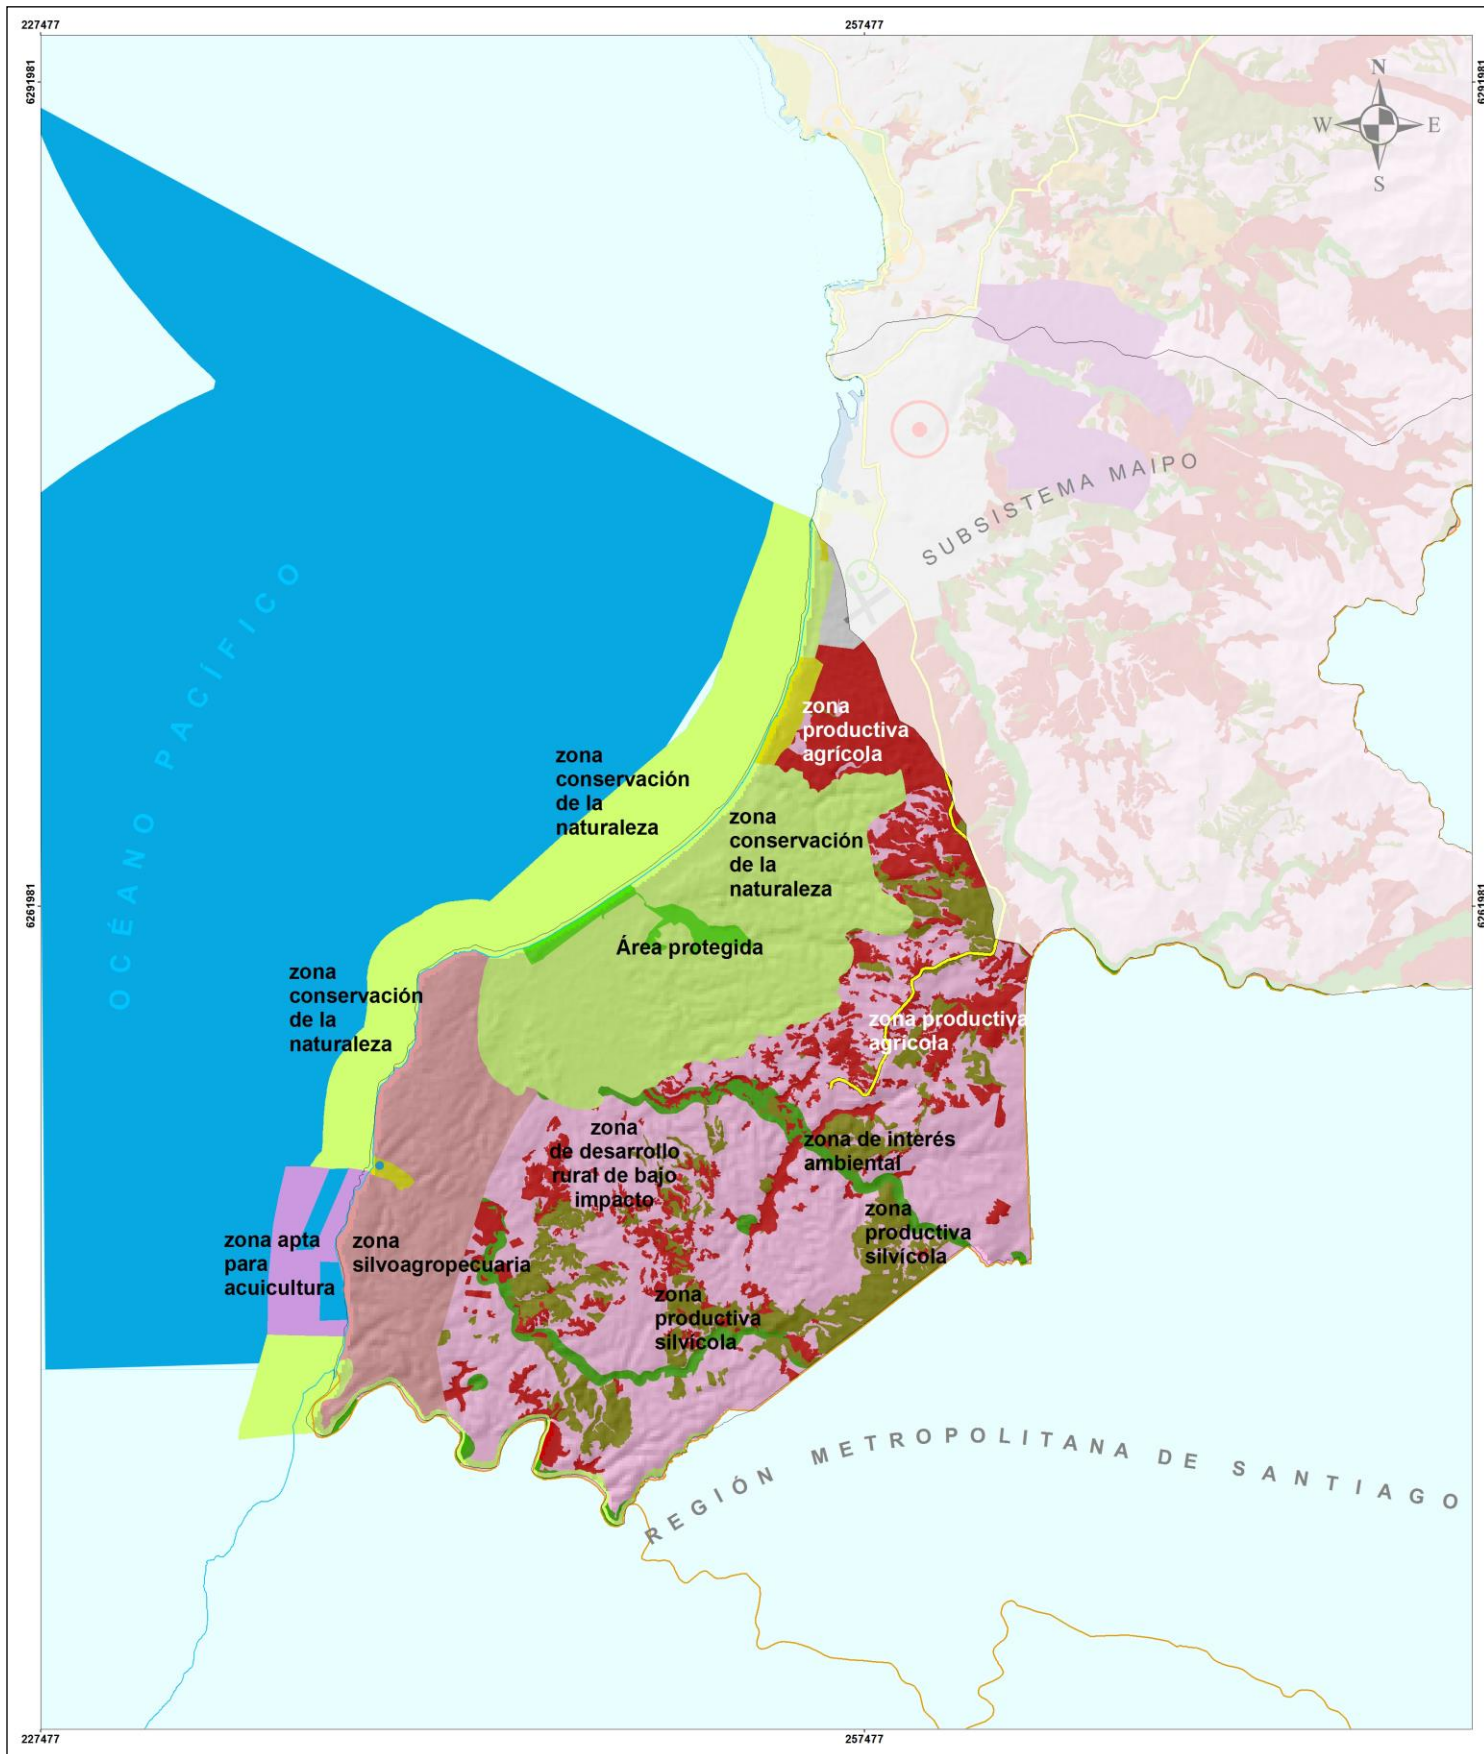 227477
257477
6291981
6291981
N
W
E
S
SUBSISTEMA MAIPO
OCÉANO PACÍFICO
zona
productiva
agrícola
zona
conservación
de la
naturaleza
zona
conservación
de la
naturaleza
6261981
6261981
Área protegida
zona
conservación
de la
naturaleza
zona productiva
agrícola
zona
de desarrollo
rural de bajo
impacto
zona de interés
ambiental
zona
productiva
silvícola
zona apta
para
acuicultura
zona
silvoagropecuaria
zona
productiva
silvícola
REGIÓN METROPOLITANA DE SANTIAGO
227477
257477